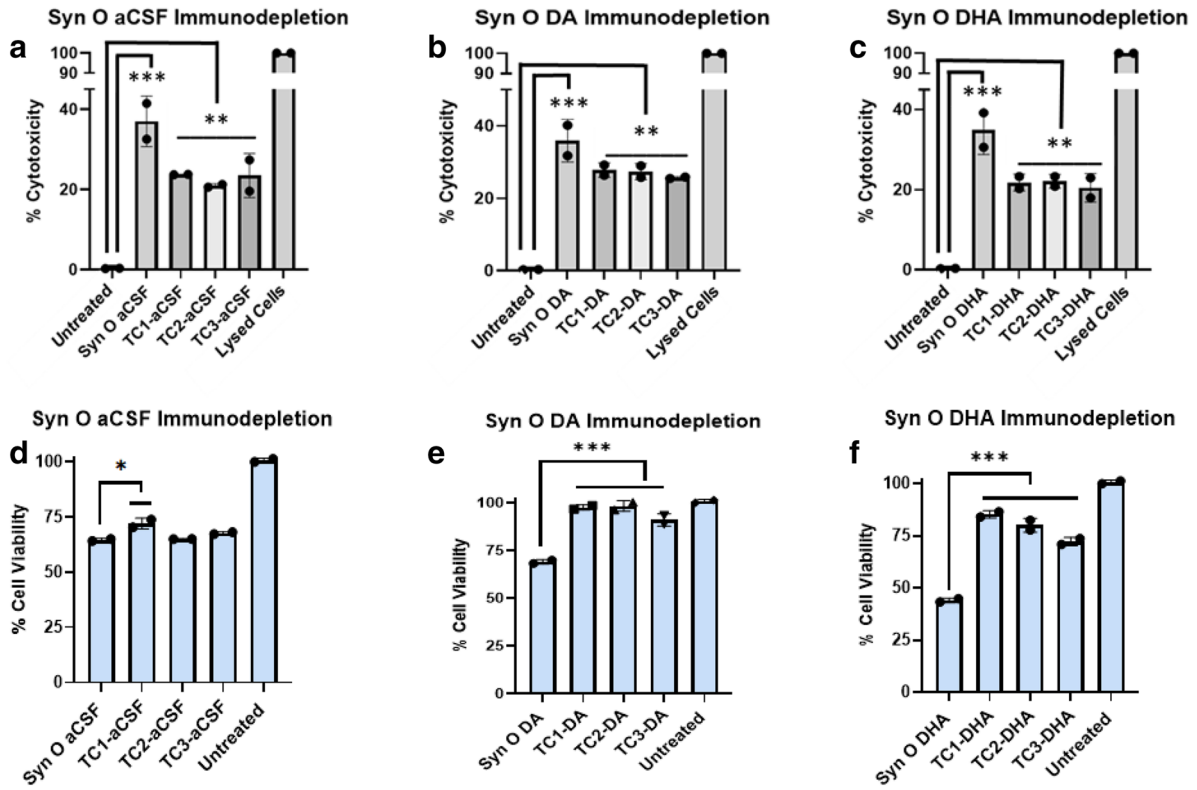 Syn O aCSF Immunodepletion
a
% Cytotoxicity
100
90
40
20
0
***
**
Untreated
Syn O aCSF
TC1-aCSF
TC2-aCSF
TC3-aCSF
Lysed Cells
Syn O DA Immunodepletion
b
% Cytotoxicity
100
90
40
20
0
***
**
Untreated
Syn O DA
TC1-DA
TC2-DA
TC3-DA
Lysed Cells
Syn O DHA Immunodepletion
c
% Cytotoxicity
100
90
40
20
0
***
**
Untreated
Syn O DHA
TC1-DHA
TC2-DHA
TC3-DHA
Lysed Cells
Syn O aCSF Immunodepletion
d
% Cell Viability
100
75
50
25
0
*
Syn O aCSF
TC1-aCSF
TC2-aCSF
TC3-aCSF
Untreated
Syn O DA Immunodepletion
e
% Cell Viability
100
75
50
25
0
***
Syn O DA
TC1-DA
TC2-DA
TC3-DA
Untreated
Syn O DHA Immunodepletion
f
% Cell Viability
100
75
50
25
0
***
Syn O DHA
TC1-DHA
TC2-DHA
TC3-DHA
Untreated